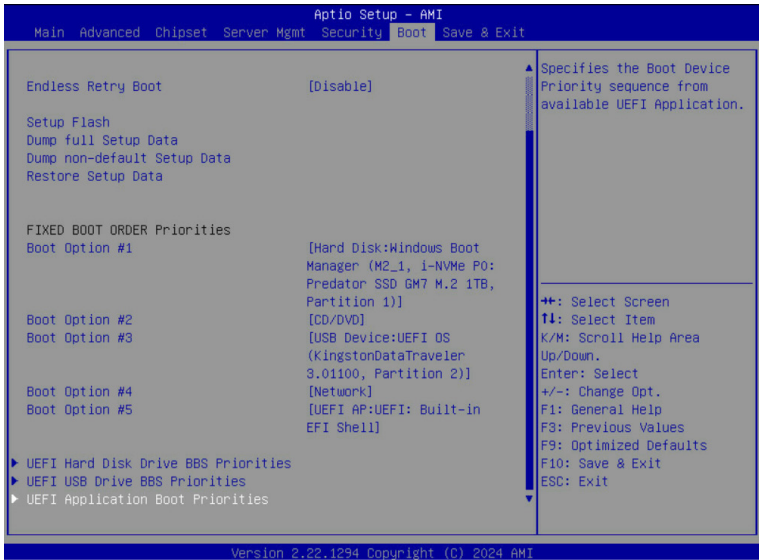 Aptio Setup – AMI
Main Advanced Chipset Server Mgmt Security Boot Save & Exit
Endless Retry Boot [Disable]
Setup Flash
Dump full Setup Data
Dump non-default Setup Data
Restore Setup Data
FIXED BOOT ORDER Priorities
Boot Option #1 [Hard Disk:Windows Boot
Manager (M2_1, i-NVMe P0:
Predator SSD GM7 M.2 1TB,
Partition 1)]
Boot Option #2 [CD/DVD]
Boot Option #3 [USB Device:UEFI OS
(KingstonDataTraveler
3.01100, Partition 2)]
Boot Option #4 [Network]
Boot Option #5 [UEFI AP:UEFI: Built-in
EFI Shell]
UEFI Hard Disk Drive BBS Priorities
UEFI USB Drive BBS Priorities
UEFI Application Boot Priorities
Specifies the Boot Device
Priority sequence from
available UEFI Application.
→←: Select Screen
↑↓: Select Item
K/M: Scroll Help Area
Up/Down.
Enter: Select
+/-: Change Opt.
F1: General Help
F3: Previous Values
F9: Optimized Defaults
F10: Save & Exit
ESC: Exit
Version 2.22.1294 Copyright (C) 2024 AMI